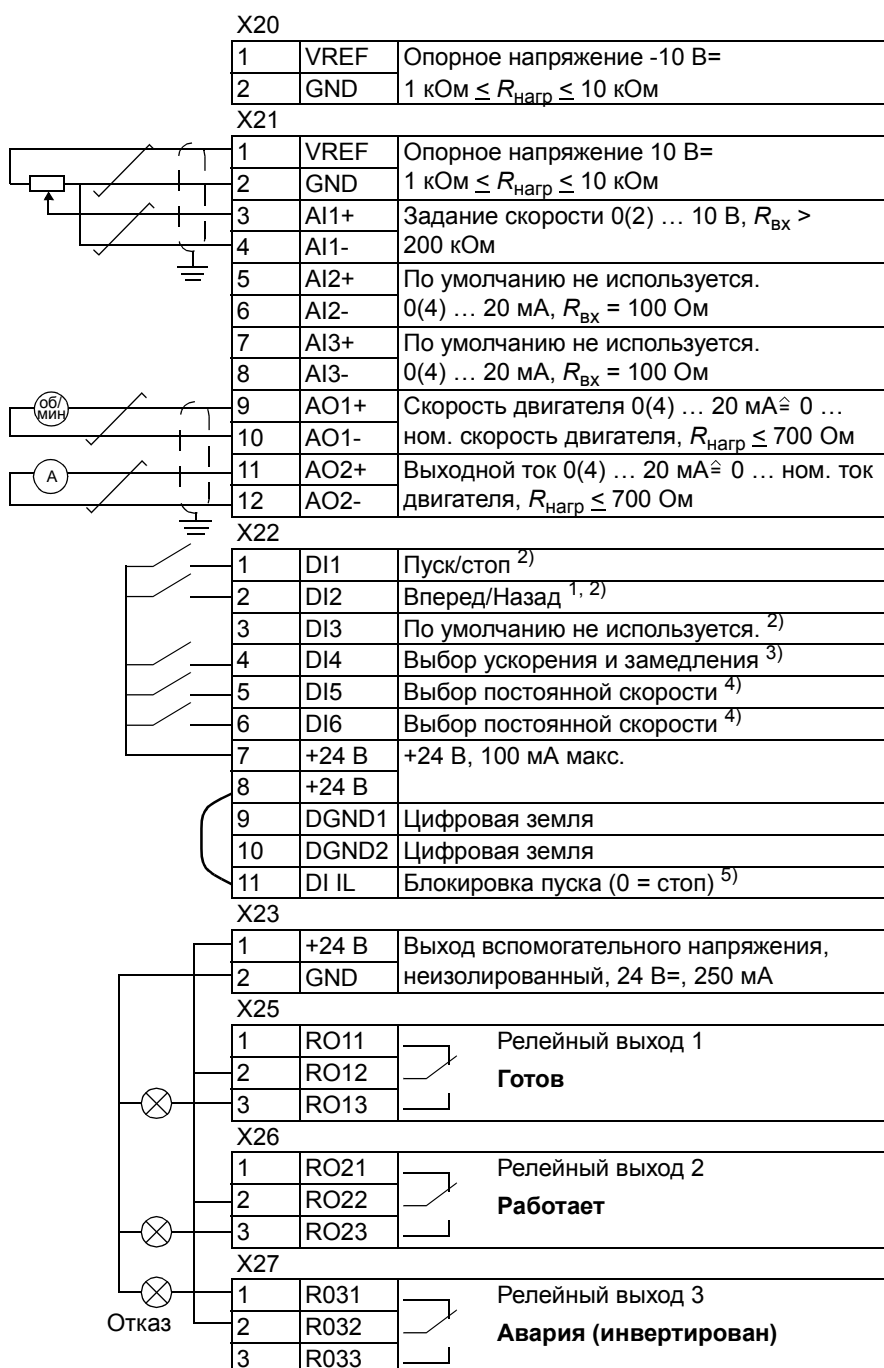 X20
1 VREF Опорное напряжение -10 В=
2 GND 1 кОм ≤ Rнагр ≤ 10 кОм
X21
1 VREF Опорное напряжение 10 В=
2 GND 1 кОм ≤ Rнагр ≤ 10 кОм
3 AI1+ Задание скорости 0(2) … 10 В, Rвх >
4 AI1- 200 кОм
5 AI2+ По умолчанию не используется.
6 AI2- 0(4) … 20 мА, Rвх = 100 Ом
7 AI3+ По умолчанию не используется.
8 AI3- 0(4) … 20 мА, Rвх = 100 Ом
об/
мин
9 AO1+ Скорость двигателя 0(4) … 20 мА ≙ 0 …
10 AO1- ном. скорость двигателя, Rнагр ≤ 700 Ом
A
11 AO2+ Выходной ток 0(4) … 20 мА ≙ 0 … ном. ток
12 AO2- двигателя, Rнагр ≤ 700 Ом
X22
1 DI1 Пуск/стоп 2)
2 DI2 Вперед/Назад 1, 2)
3 DI3 По умолчанию не используется. 2)
4 DI4 Выбор ускорения и замедления 3)
5 DI5 Выбор постоянной скорости 4)
6 DI6 Выбор постоянной скорости 4)
7 +24 В +24 В, 100 мА макс.
8 +24 В
9 DGND1 Цифровая земля
10 DGND2 Цифровая земля
11 DI IL Блокировка пуска (0 = стоп) 5)
X23
1 +24 В Выход вспомогательного напряжения,
2 GND неизолированный, 24 В=, 250 мА
X25
1 RO11 Релейный выход 1
2 RO12 Готов
3 RO13
X26
1 RO21 Релейный выход 2
2 RO22 Работает
3 RO23
X27
1 R031 Релейный выход 3
Отказ
2 R032 Авария (инвертирован)
3 R033